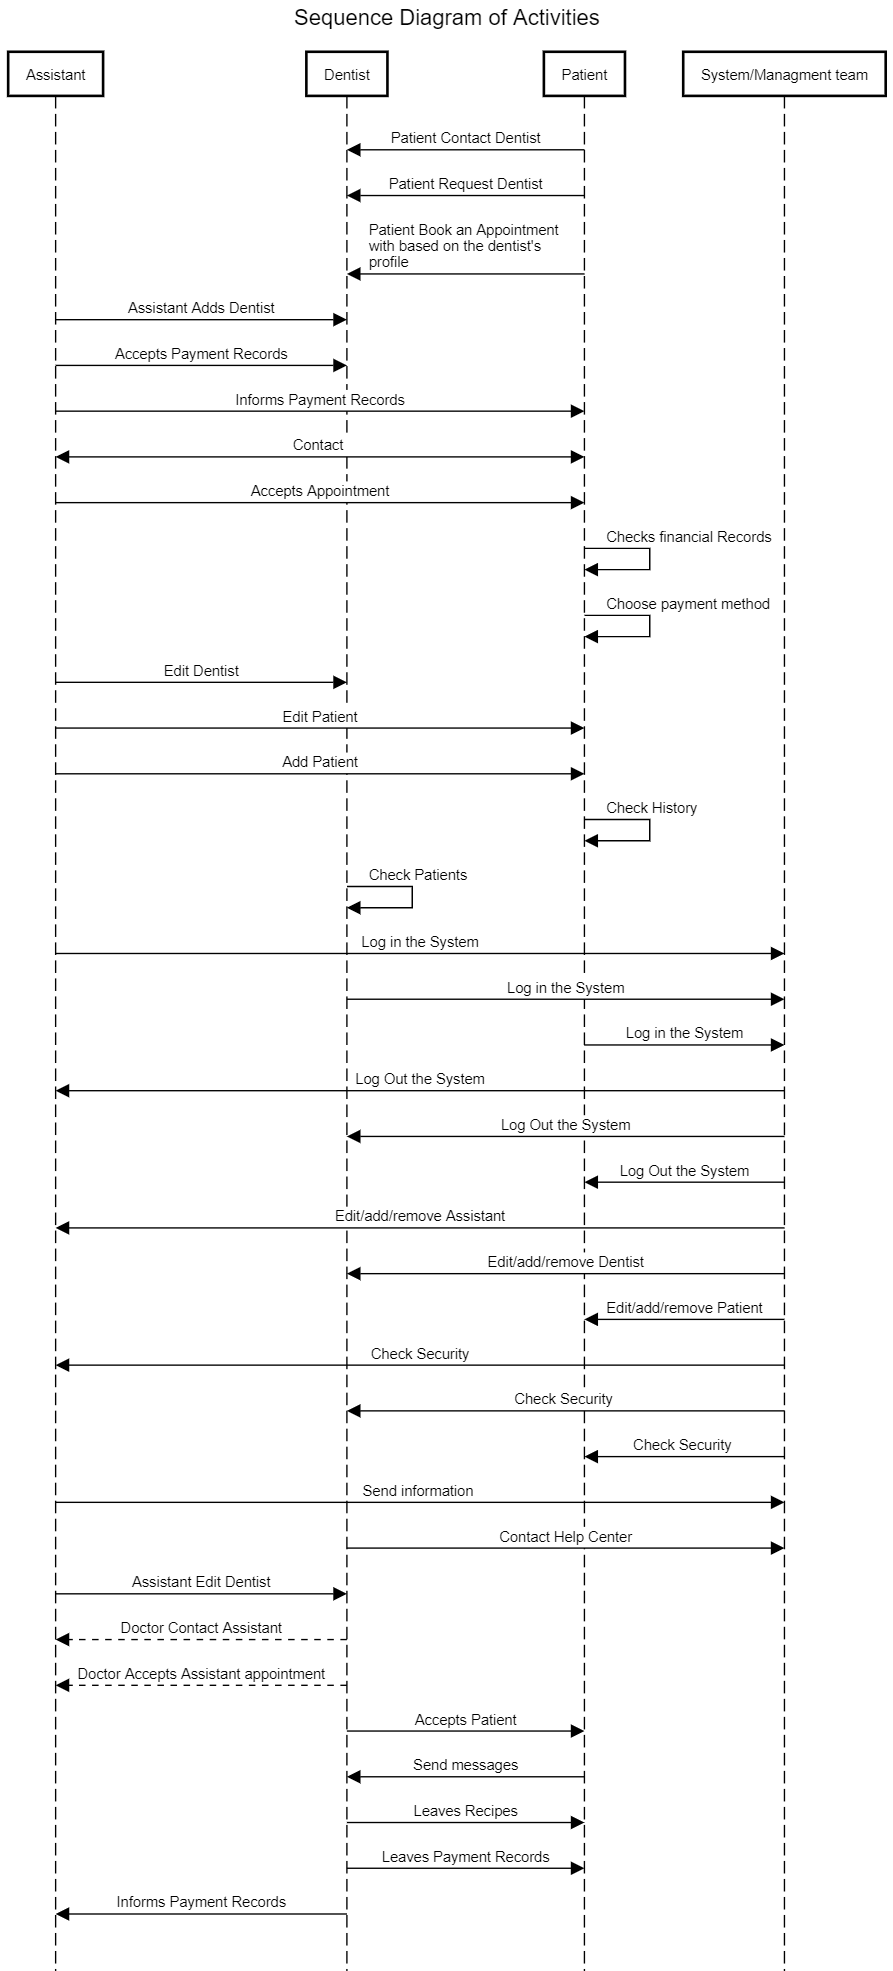 Sequence Diagram of Activities
Assistant
Dentist
Patient
System/Managment team
Patient Contact Dentist
Patient Request Dentist
Patient Book an Appointment
with based on the dentist's
profile
Assistant Adds Dentist
Accepts Payment Records
Informs Payment Records
Contact
Accepts Appointment
Checks financial Records
Choose payment method
Edit Dentist
Edit Patient
Add Patient
Check History
Check Patients
Log in the System
Log in the System
Log in the System
Log Out the System
Log Out the System
Log Out the System
Edit/add/remove Assistant
Edit/add/remove Dentist
Edit/add/remove Patient
Check Security
Check Security
Check Security
Send information
Contact Help Center
Assistant Edit Dentist
Doctor Contact Assistant
Doctor Accepts Assistant appointment
Accepts Patient
Send messages
Leaves Recipes
Leaves Payment Records
Informs Payment Records